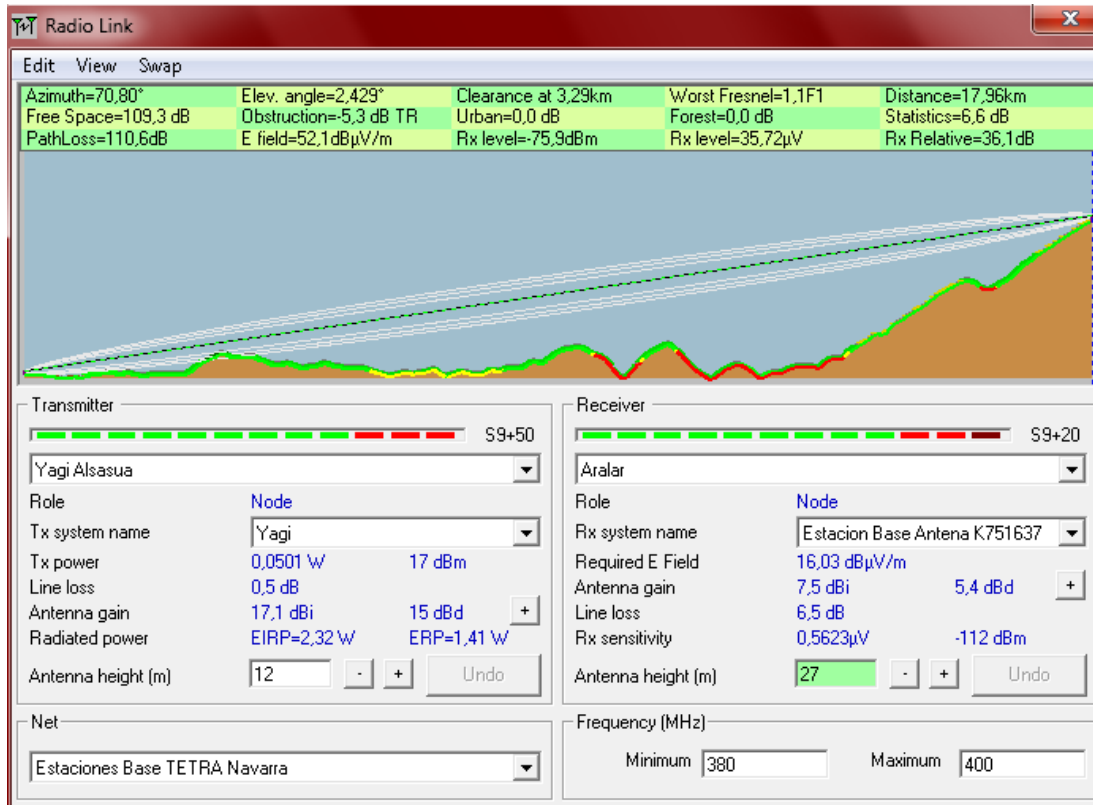 Radio Link
Edit View Swap
Azimuth=70,80° Elev. angle=2,429° Clearance at 3,29km Worst Fresnel=1,1F1 Distance=17,96km
Free Space=109,3 dB Obstruction=-5,3 dB TR Urban=0,0 dB Forest=0,0 dB Statistics=6,6 dB
PathLoss=110,6dB E field=52,1dBµV/m Rx level=-75,9dBm Rx level=35,72µV Rx Relative=36,1dB
Transmitter
S9+50
Yagi Alsasua
Role Node
Tx system name Yagi
Tx power 0,0501 W 17 dBm
Line loss 0,5 dB
Antenna gain 17,1 dBi 15 dBd +
Radiated power EIRP=2,32 W ERP=1,41 W
Antenna height (m) 12 - + Undo
Net
Estaciones Base TETRA Navarra
Receiver
S9+20
Aralar
Role Node
Rx system name Estacion Base Antena K751637
Required E Field 16,03 dBµV/m
Antenna gain 7,5 dBi 5,4 dBd +
Line loss 6,5 dB
Rx sensitivity 0,5623µV -112 dBm
Antenna height (m) 27 - + Undo
Frequency (MHz)
Minimum 380 Maximum 400